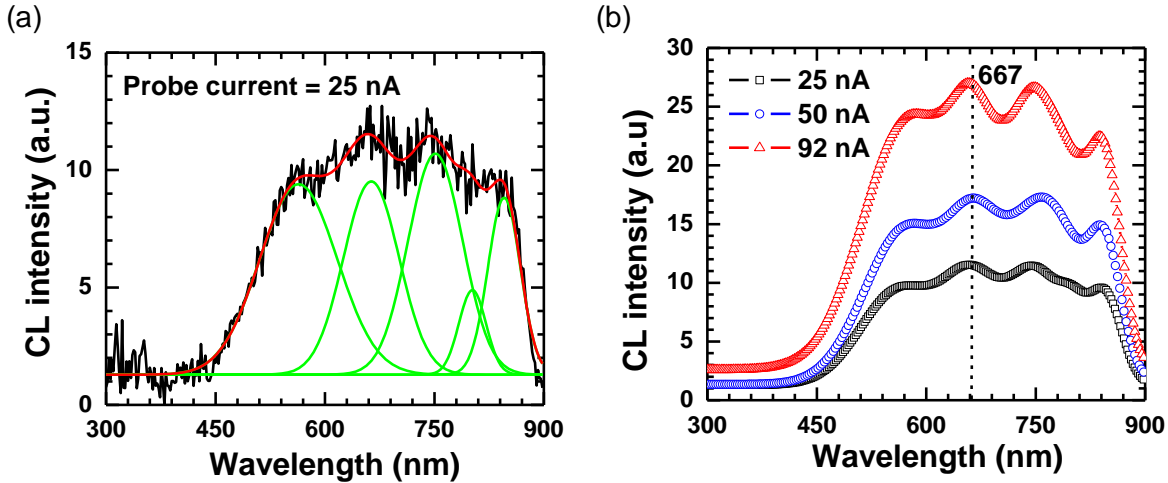 (a)
15
10
5
0
CL intensity (a.u.)
Probe current = 25 nA
300 450 600 750 900
Wavelength (nm)
(b)
30
25
20
15
10
5
0
CL intensity (a.u)
25 nA
50 nA
92 nA
667
300 450 600 750 900
Wavelength (nm)